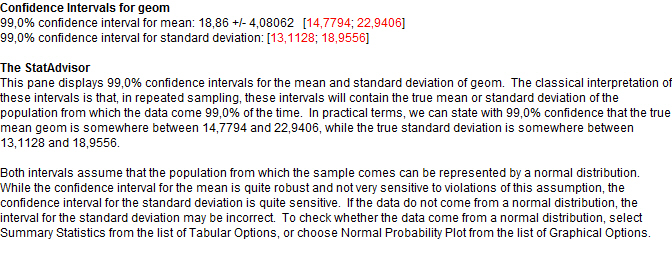 Confidence Intervals for geom
99,0% confidence interval for mean: 18,86 +/- 4,08062   [14,7794; 22,9406]
99,0% confidence interval for standard deviation: [13,1128; 18,9556]

The StatAdvisor
This pane displays 99,0% confidence intervals for the mean and standard deviation of geom.  The classical interpretation of
these intervals is that, in repeated sampling, these intervals will contain the true mean or standard deviation of the
population from which the data come 99,0% of the time.  In practical terms, we can state with 99,0% confidence that the true
mean geom is somewhere between 14,7794 and 22,9406, while the true standard deviation is somewhere between
13,1128 and 18,9556.

Both intervals assume that the population from which the sample comes can be represented by a normal distribution.
While the confidence interval for the mean is quite robust and not very sensitive to violations of this assumption, the
confidence interval for the standard deviation is quite sensitive.  If the data do not come from a normal distribution, the
interval for the standard deviation may be incorrect.  To check whether the data come from a normal distribution, select
Summary Statistics from the list of Tabular Options, or choose Normal Probability Plot from the list of Graphical Options.